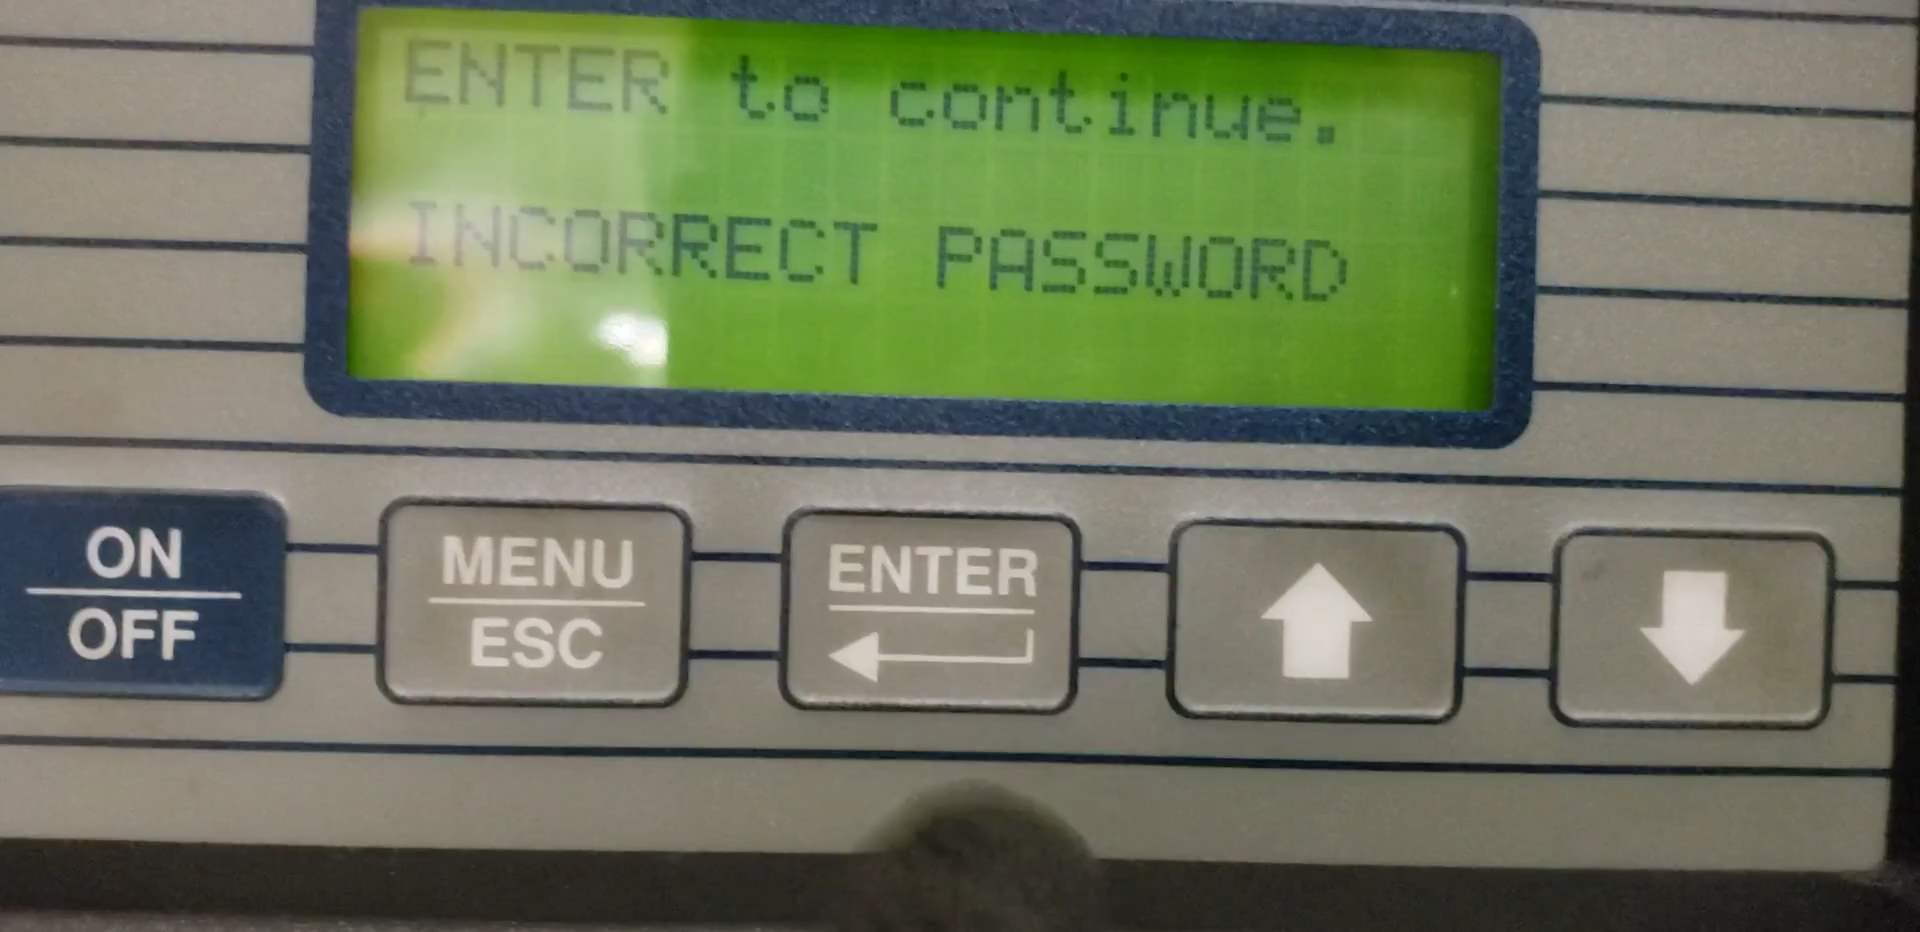 ENTER to continue.
INCORRECT PASSWORD
ON
OFF
MENU
ESC
ENTER